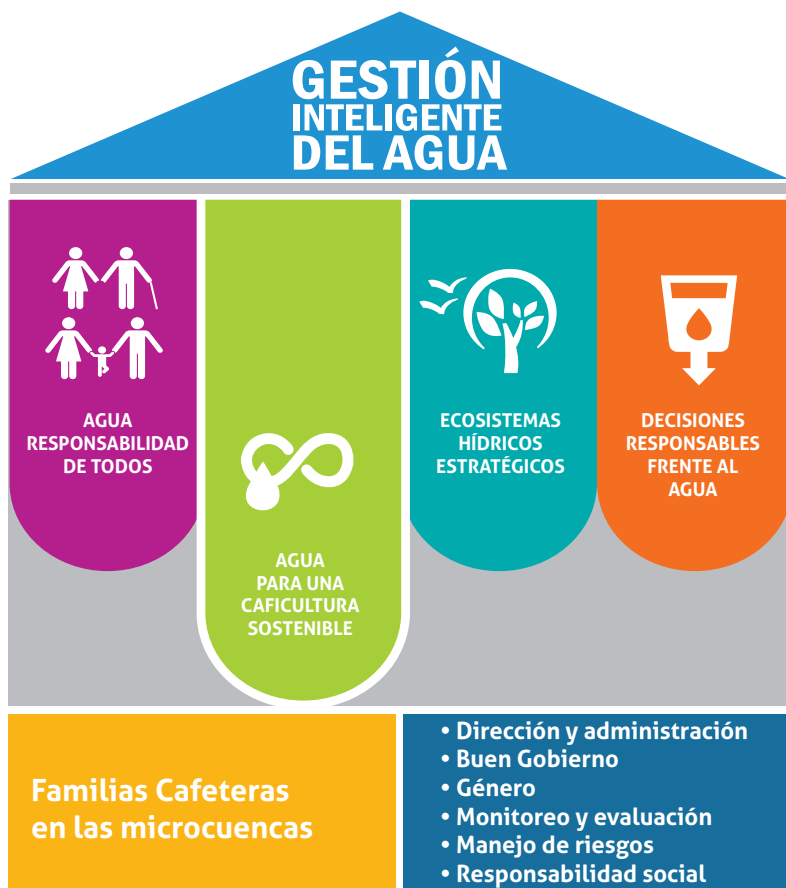 GESTIÓN
INTELIGENTE
DEL AGUA
AGUA
RESPONSABILIDAD
DE TODOS
AGUA
PARA UNA
CAFICULTURA
SOSTENIBLE
ECOSISTEMAS
HÍDRICOS
ESTRATÉGICOS
DECISIONES
RESPONSABLES
FRENTE AL
AGUA
Familias Cafeteras
en las microcuencas
• Dirección y administración
• Buen Gobierno
• Género
• Monitoreo y evaluación
• Manejo de riesgos
• Responsabilidad social